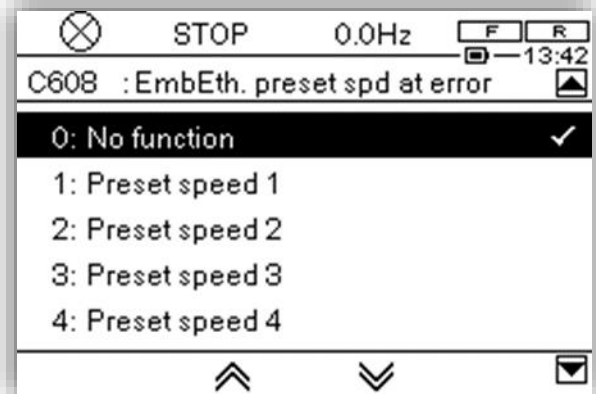 STOP 0.0Hz F R
13:42
C608 : EmbEth. preset spd at error
0: No function
1: Preset speed 1
2: Preset speed 2
3: Preset speed 3
4: Preset speed 4